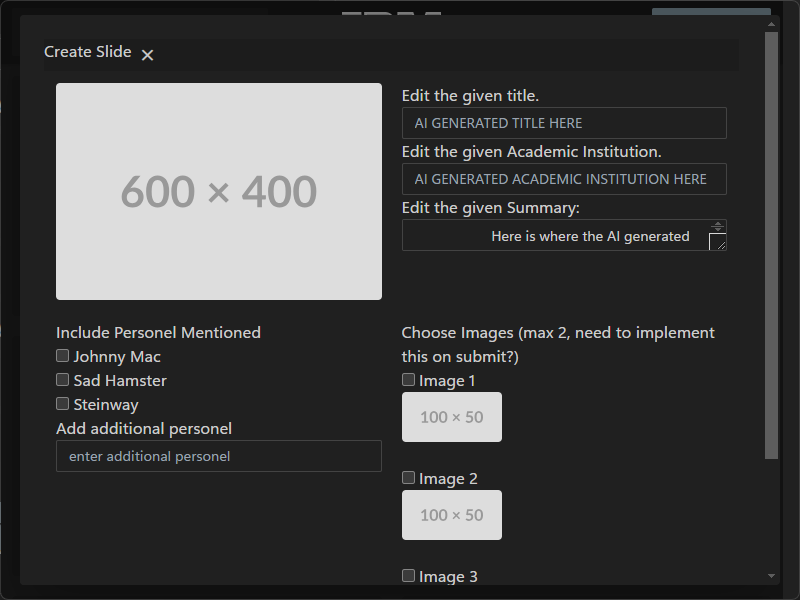 Create Slide
600 × 400
Edit the given title.
AI GENERATED TITLE HERE
Edit the given Academic Institution.
AI GENERATED ACADEMIC INSTITUTION HERE
Edit the given Summary:
Here is where the AI generated
Include Personel Mentioned
Johnny Mac
Sad Hamster
Steinway
Add additional personel
enter additional personel
Choose Images (max 2, need to implement
this on submit?)
Image 1
100 × 50
Image 2
100 × 50
Image 3